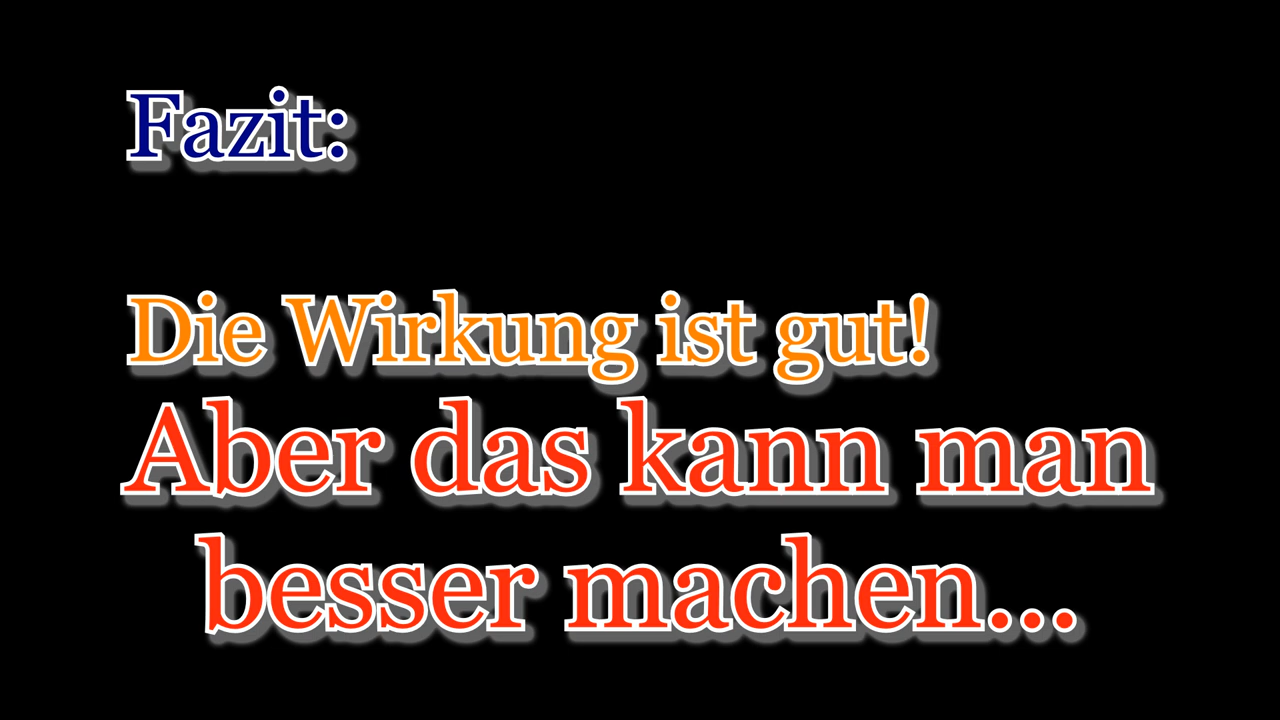 Fazit:
Die Wirkung ist gut!
Aber das kann man
besser machen...